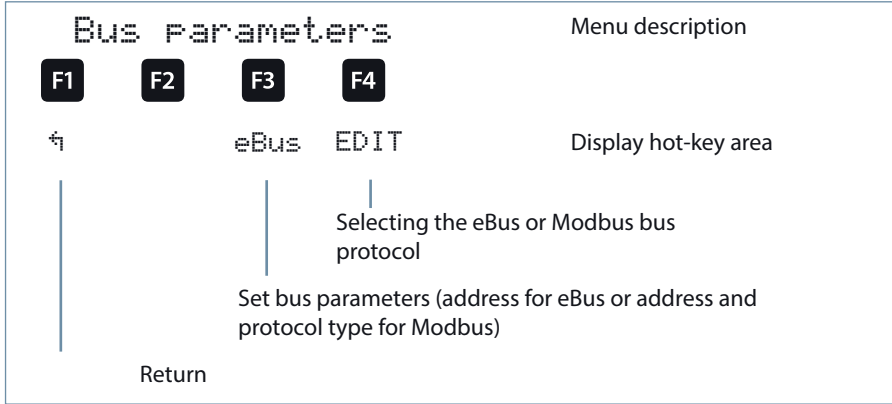 Bus parameters Menu description
F1 F2 F3 F4
eBus EDIT Display hot-key area
Selecting the eBus or Modbus bus
protocol
Set bus parameters (address for eBus or address and
protocol type for Modbus)
Return